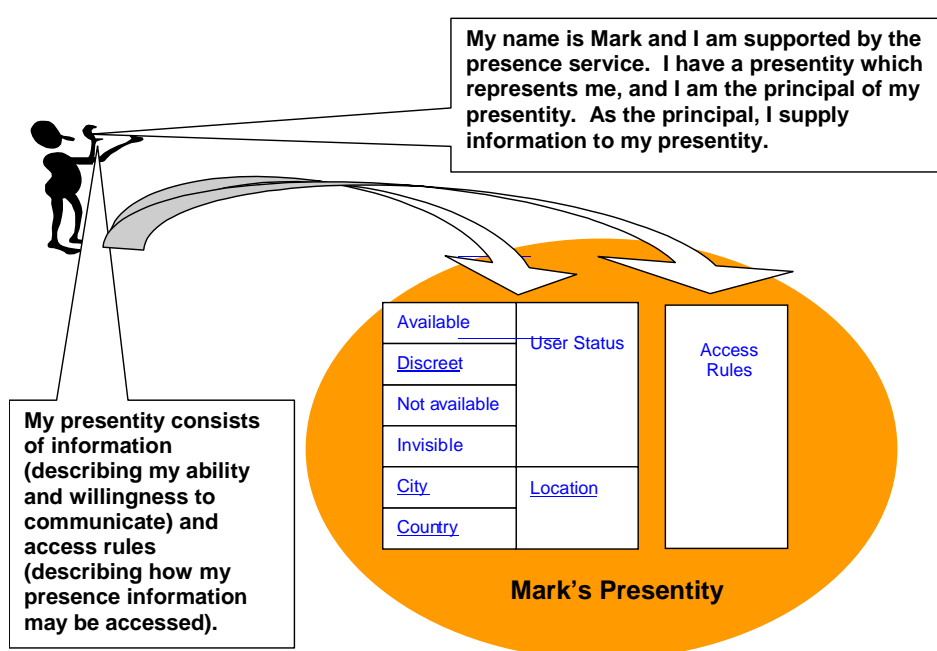 My name is Mark and I am supported by the
presence service.  I have a presentity which
represents me, and I am the principal of my
presentity.  As the principal, I supply
information to my presentity.
Available
User Status
Discreet
Not available
Invisible
City
Location
Country
Access
Rules
My presentity consists
of information
(describing my ability
and willingness to
communicate) and
access rules
(describing how my
presence information
may be accessed).
Mark's Presentity